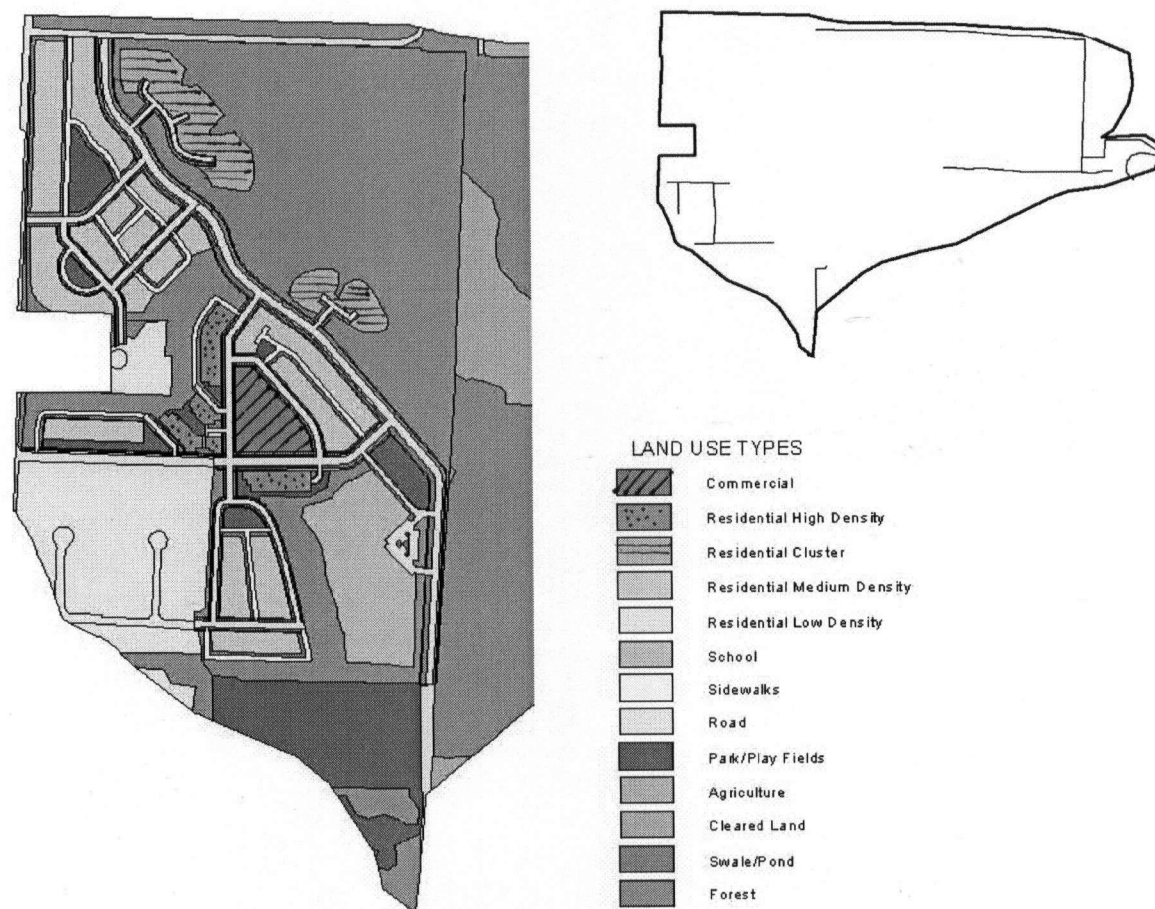 LAND USE TYPES
Commercial
Residential High Density
Residential Cluster
Residential Medium Density
Residential Low Density
School
Sidewalks
Road
Park/Play Fields
Agriculture
Cleared Land
Swale/Pond
Forest